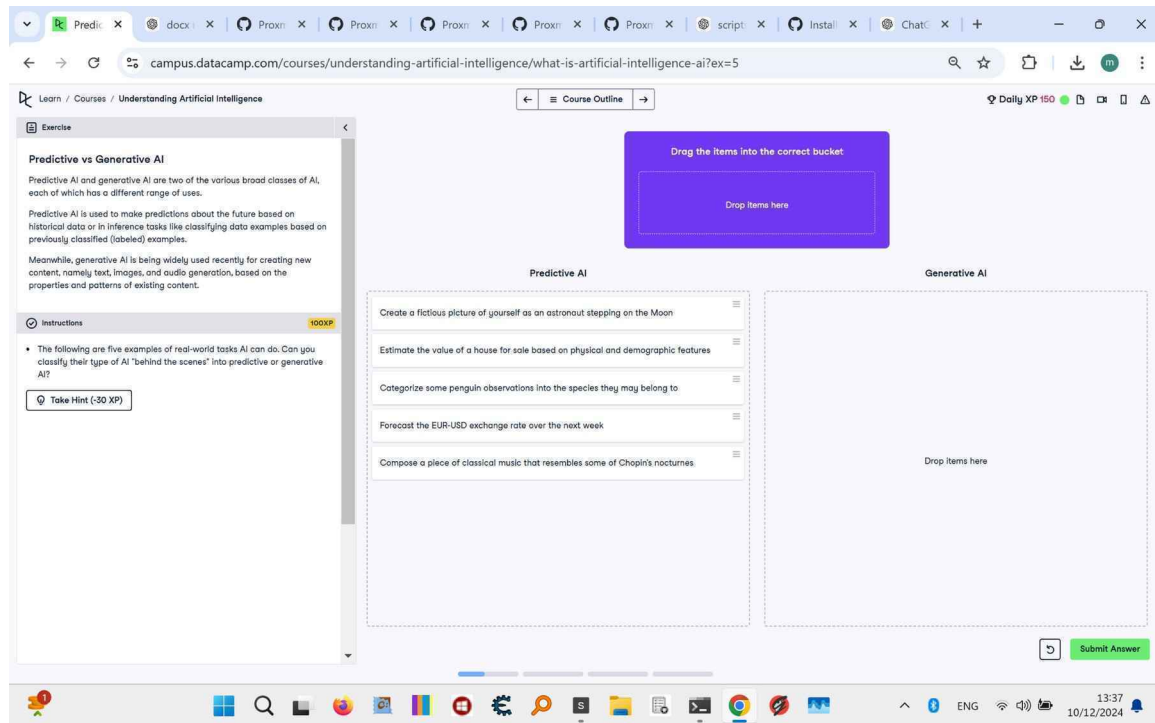 Predic
docx
Proxm
Proxm
Proxm
Proxm
Proxm
script
Install
Chat
campus.datacamp.com/courses/understanding-artificial-intelligence/what-is-artificial-intelligence-ai?ex=5
m
Learn / Courses / Understanding Artificial Intelligence
Course Outline
Daily XP 150
Exercise
Predictive vs Generative AI
Predictive AI and generative AI are two of the various broad classes of AI,
each of which has a different range of uses.
Predictive AI is used to make predictions about the future based on
historical data or in inference tasks like classifying data examples based on
previously classified (labeled) examples.
Meanwhile, generative AI is being widely used recently for creating new
content, namely text, images, and audio generation, based on the
properties and patterns of existing content.
Instructions
100XP
• The following are five examples of real-world tasks AI can do. Can you
classify their type of AI "behind the scenes" into predictive or generative
AI?
Take Hint (-30 XP)
Drag the items into the correct bucket
Drop items here
Predictive AI
Create a fictious picture of yourself as an astronaut stepping on the Moon
Estimate the value of a house for sale based on physical and demographic features
Categorize some penguin observations into the species they may belong to
Forecast the EUR-USD exchange rate over the next week
Compose a piece of classical music that resembles some of Chopin's nocturnes
Generative AI
Drop items here
Submit Answer
1
S
ENG
13:37
10/12/2024